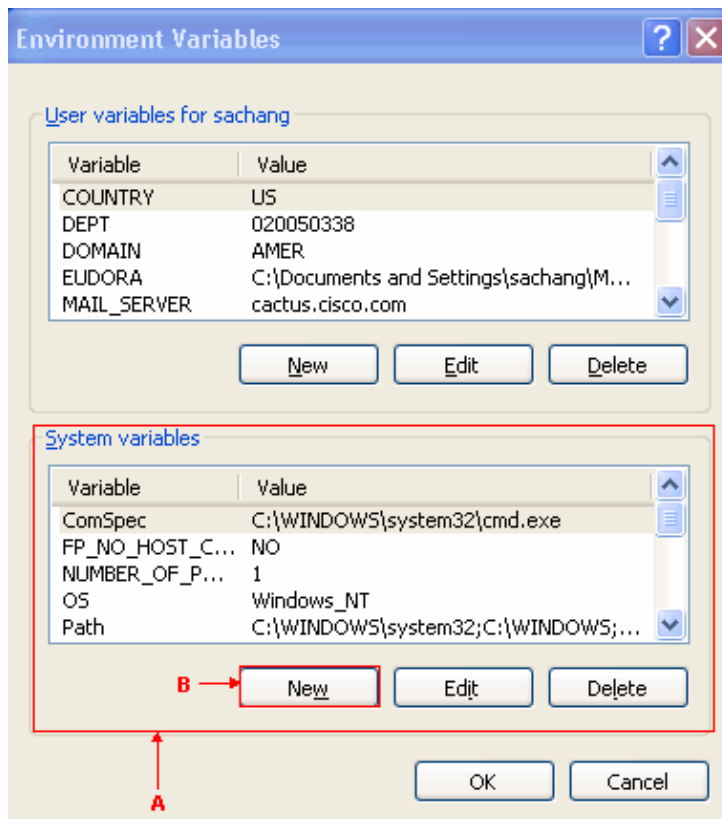 Environment Variables
User variables for sachang
Variable Value
COUNTRY US
DEPT 020050338
DOMAIN AMER
EUDORA C:\Documents and Settings\sachang\M...
MAIL_SERVER cactus.cisco.com
New Edit Delete
System variables
Variable Value
ComSpec C:\WINDOWS\system32\cmd.exe
FP_NO_HOST_C... NO
NUMBER_OF_P... 1
OS Windows_NT
Path C:\WINDOWS\system32;C:\WINDOWS;...
B New Edit Delete
OK Cancel
A